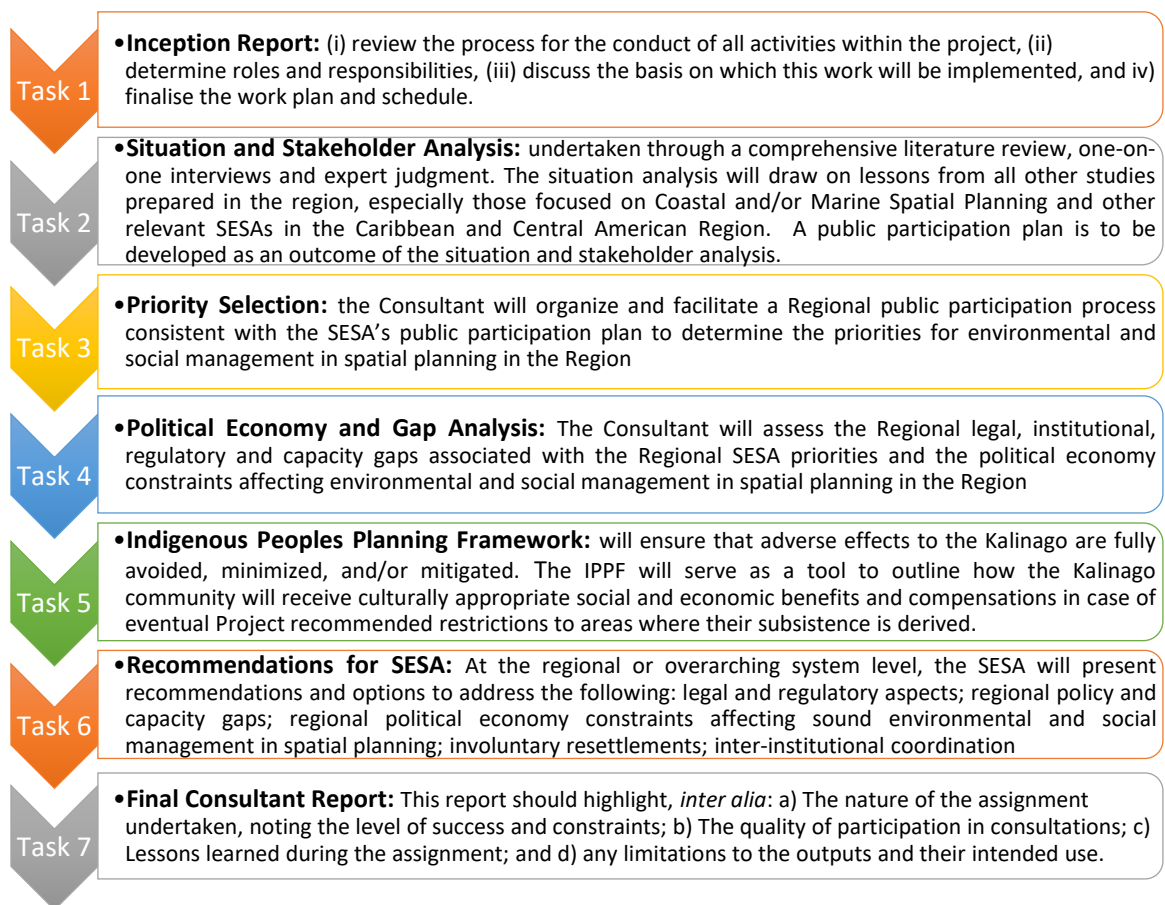 Task 1
•Inception Report: (i) review the process for the conduct of all activities within the project, (ii)
determine roles and responsibilities, (iii) discuss the basis on which this work will be implemented, and iv)
finalise the work plan and schedule.
Task 2
•Situation and Stakeholder Analysis: undertaken through a comprehensive literature review, one-on-
one interviews and expert judgment. The situation analysis will draw on lessons from all other studies
prepared in the region, especially those focused on Coastal and/or Marine Spatial Planning and other
relevant SESAs in the Caribbean and Central American Region. A public participation plan is to be
developed as an outcome of the situation and stakeholder analysis.
Task 3
•Priority Selection: the Consultant will organize and facilitate a Regional public participation process
consistent with the SESA's public participation plan to determine the priorities for environmental and
social management in spatial planning in the Region
Task 4
•Political Economy and Gap Analysis: The Consultant will assess the Regional legal, institutional,
regulatory and capacity gaps associated with the Regional SESA priorities and the political economy
constraints affecting environmental and social management in spatial planning in the Region
Task 5
•Indigenous Peoples Planning Framework: will ensure that adverse effects to the Kalinago are fully
avoided, minimized, and/or mitigated. The IPPF will serve as a tool to outline how the Kalinago
community will receive culturally appropriate social and economic benefits and compensations in case of
eventual Project recommended restrictions to areas where their subsistence is derived.
Task 6
•Recommendations for SESA: At the regional or overarching system level, the SESA will present
recommendations and options to address the following: legal and regulatory aspects; regional policy and
capacity gaps; regional political economy constraints affecting sound environmental and social
management in spatial planning; involuntary resettlements; inter-institutional coordination
Task 7
•Final Consultant Report: This report should highlight, inter alia: a) The nature of the assignment
undertaken, noting the level of success and constraints; b) The quality of participation in consultations; c)
Lessons learned during the assignment; and d) any limitations to the outputs and their intended use.